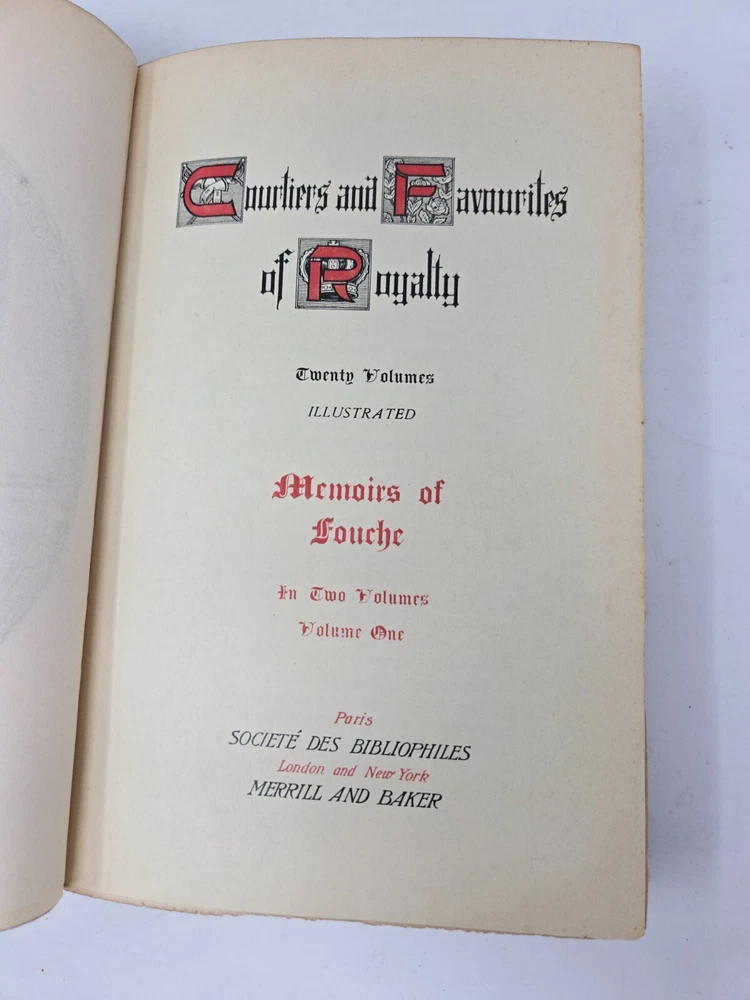 Courtiers and Favourites
of Royalty
Twenty Volumes
ILLUSTRATED
Memoirs of
Fouche
In Two Volumes
Volume One
Paris
SOCIETÉ DES BIBLIOPHILES
London and New York
MERRILL AND BAKER